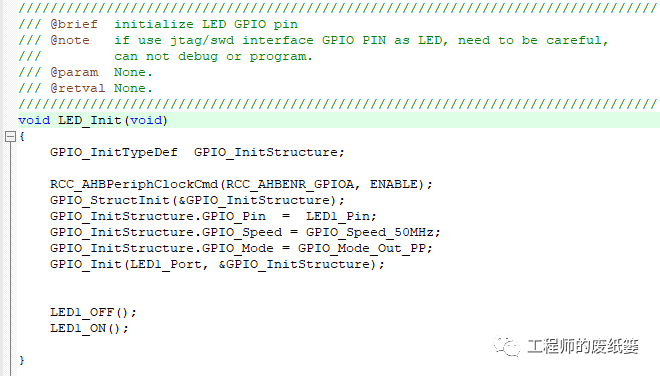 ////////////////////////////////////////////////////////////////////////////////
/// @brief  initialize LED GPIO pin
/// @note   if use jtag/swd interface GPIO PIN as LED, need to be careful,
///         can not debug or program.
/// @param  None.
/// @retval None.
////////////////////////////////////////////////////////////////////////////////
void LED_Init(void)
{
    GPIO_InitTypeDef  GPIO_InitStructure;
    RCC_AHBPeriphClockCmd(RCC_AHBENR_GPIOA, ENABLE);
    GPIO_StructInit(&GPIO_InitStructure);
    GPIO_InitStructure.GPIO_Pin  =  LED1_Pin;
    GPIO_InitStructure.GPIO_Speed = GPIO_Speed_50MHz;
    GPIO_InitStructure.GPIO_Mode = GPIO_Mode_Out_PP;
    GPIO_Init(LED1_Port, &GPIO_InitStructure);
    LED1_OFF();
    LED1_ON();
工程师的废纸篓
}